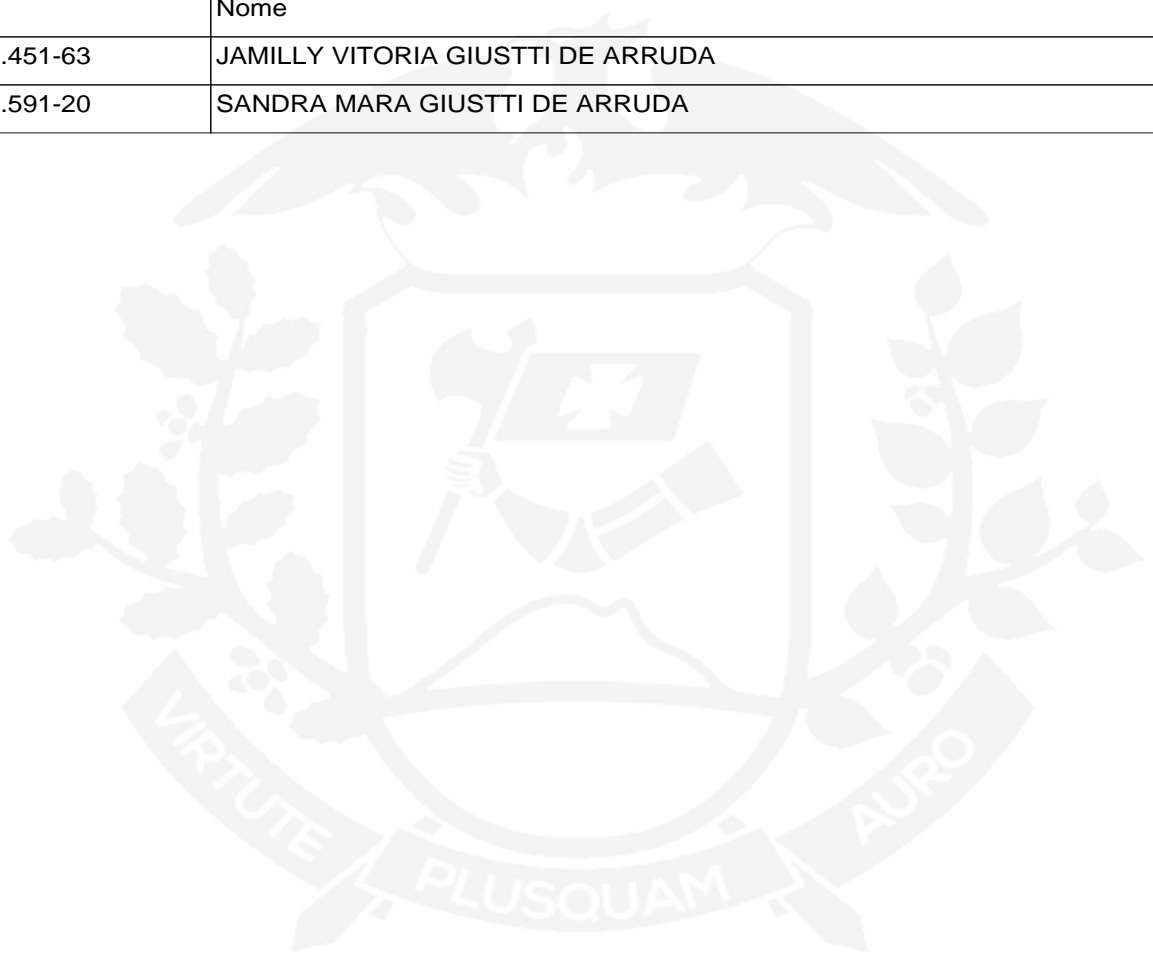 Nome
.451-63 JAMILLY VITORIA GIUSTTI DE ARRUDA
.591-20 SANDRA MARA GIUSTTI DE ARRUDA
VIRTUTE PLUSQUAM AURO